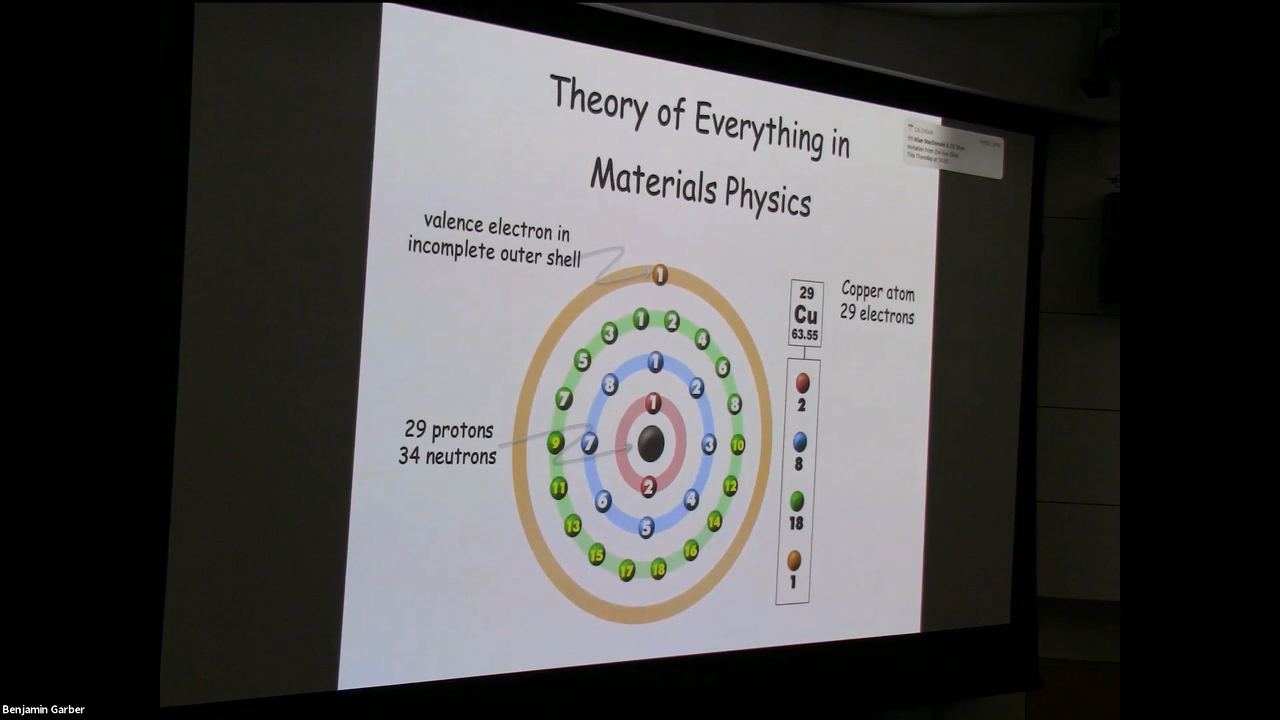 Theory of Everything in
Materials Physics
valence electron in
incomplete outer shell
1
29
Cu
63.55
Copper atom
29 electrons
1 2
3 4
5 6
7 8
9 10
11 12
13 14
15 16
17 18
1
8 2
7 3
6 4
5
1
2
29 protons
34 neutrons
2
8
18
1
This Thursday at
Benjamin Garber